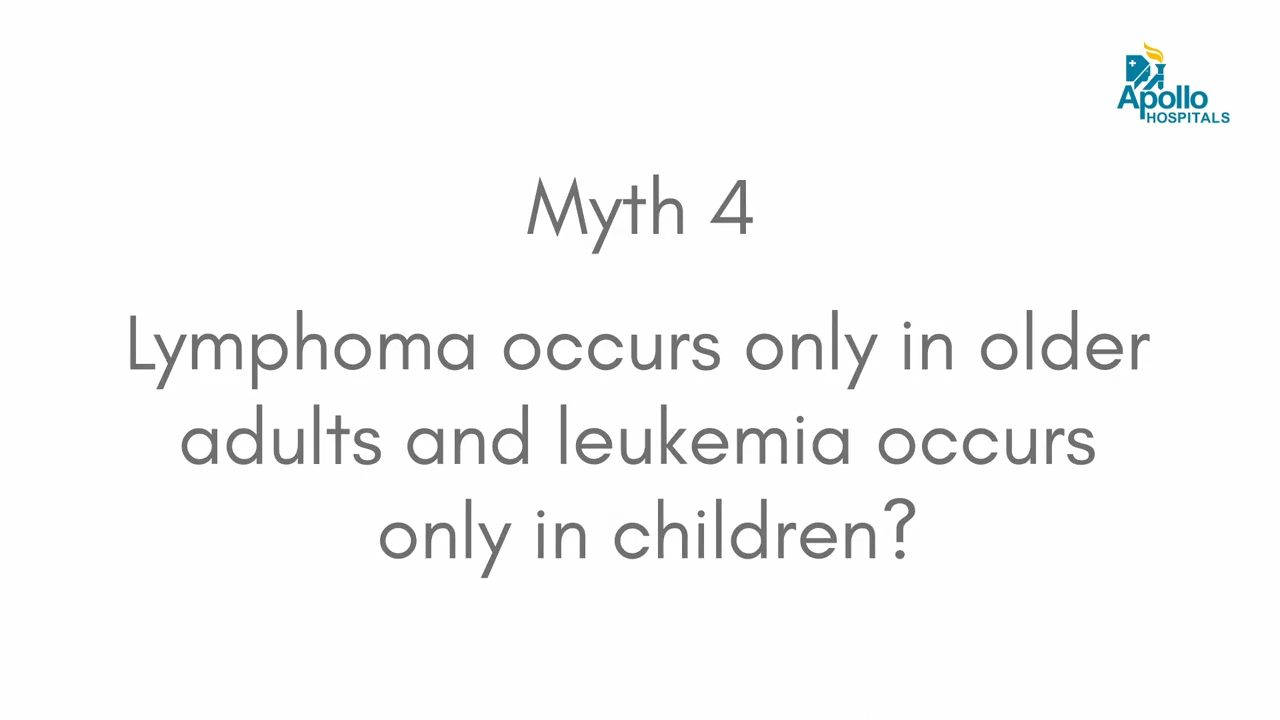 Apollo
HOSPITALS
Myth 4
Lymphoma occurs only in older
adults and leukemia occurs
only in children?